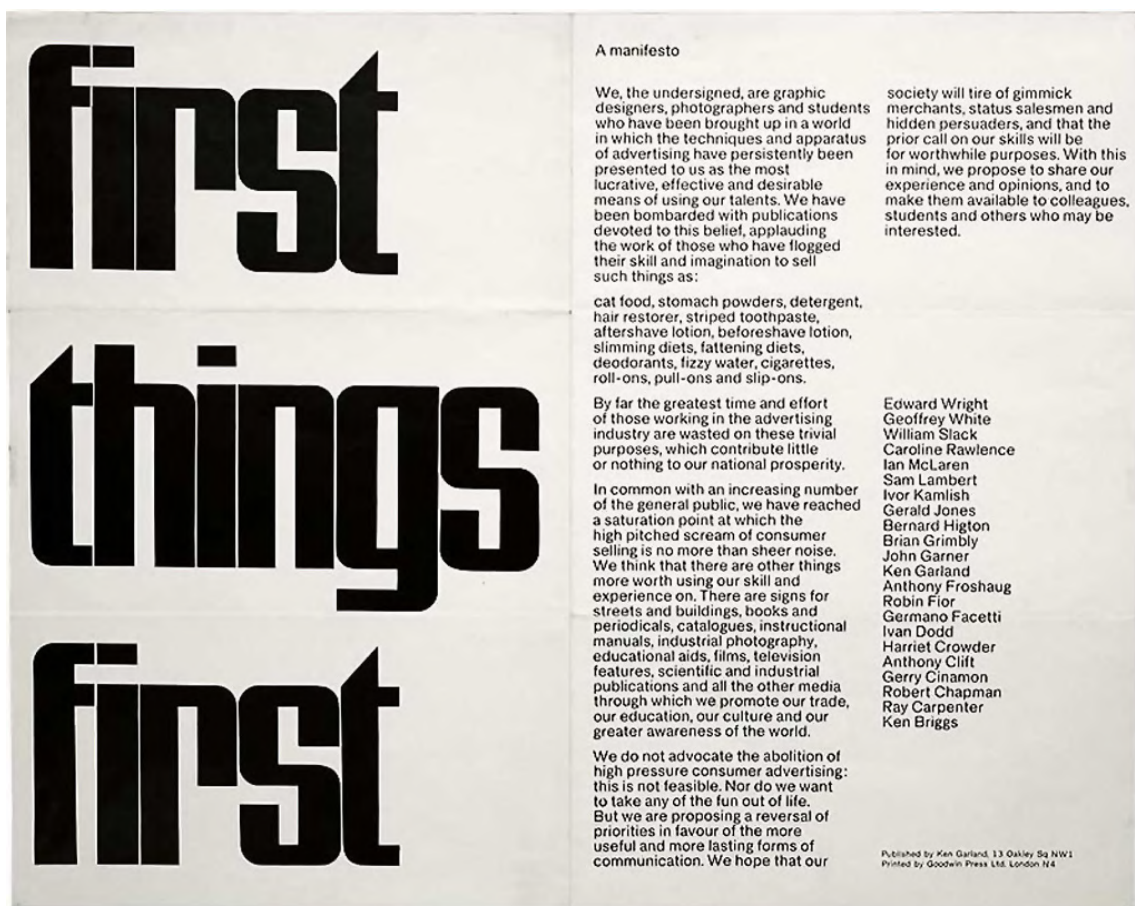 first
things
first
A manifesto
We, the undersigned, are graphic
designers, photographers and students
who have been brought up in a world
in which the techniques and apparatus
of advertising have persistently been
presented to us as the most
lucrative, effective and desirable
means of using our talents. We have
been bombarded with publications
devoted to this belief, applauding
the work of those who have flogged
their skill and imagination to sell
such things as:
cat food, stomach powders, detergent,
hair restorer, striped toothpaste,
aftershave lotion, beforeshave lotion,
slimming diets, fattening diets,
deodorants, fizzy water, cigarettes,
roll-ons, pull-ons and slip-ons.
By far the greatest time and effort
of those working in the advertising
industry are wasted on these trivial
purposes, which contribute little
or nothing to our national prosperity.
In common with an increasing number
of the general public, we have reached
a saturation point at which the
high pitched scream of consumer
selling is no more than sheer noise.
We think that there are other things
more worth using our skill and
experience on. There are signs for
streets and buildings, books and
periodicals, catalogues, instructional
manuals, industrial photography,
educational aids, films, television
features, scientific and industrial
publications and all the other media
through which we promote our trade,
our education, our culture and our
greater awareness of the world.
We do not advocate the abolition of
high pressure consumer advertising:
this is not feasible. Nor do we want
to take any of the fun out of life.
But we are proposing a reversal of
priorities in favour of the more
useful and more lasting forms of
communication. We hope that our
society will tire of gimmick
merchants, status salesmen and
hidden persuaders, and that the
prior call on our skills will be
for worthwhile purposes. With this
in mind, we propose to share our
experience and opinions, and to
make them available to colleagues,
students and others who may be
interested.
Edward Wright
Geoffrey White
William Slack
Caroline Rawlence
Ian McLaren
Sam Lambert
Ivor Kamlish
Gerald Jones
Bernard Higton
Brian Grimbly
John Garner
Ken Garland
Anthony Froshaug
Robin Fior
Germano Facetti
Ivan Dodd
Harriet Crowder
Anthony Clift
Gerry Cinamon
Robert Chapman
Ray Carpenter
Ken Briggs
Published by Ken Garland, 13 Oakley Sq NW1
Printed by Goodwin Press Ltd. London N4